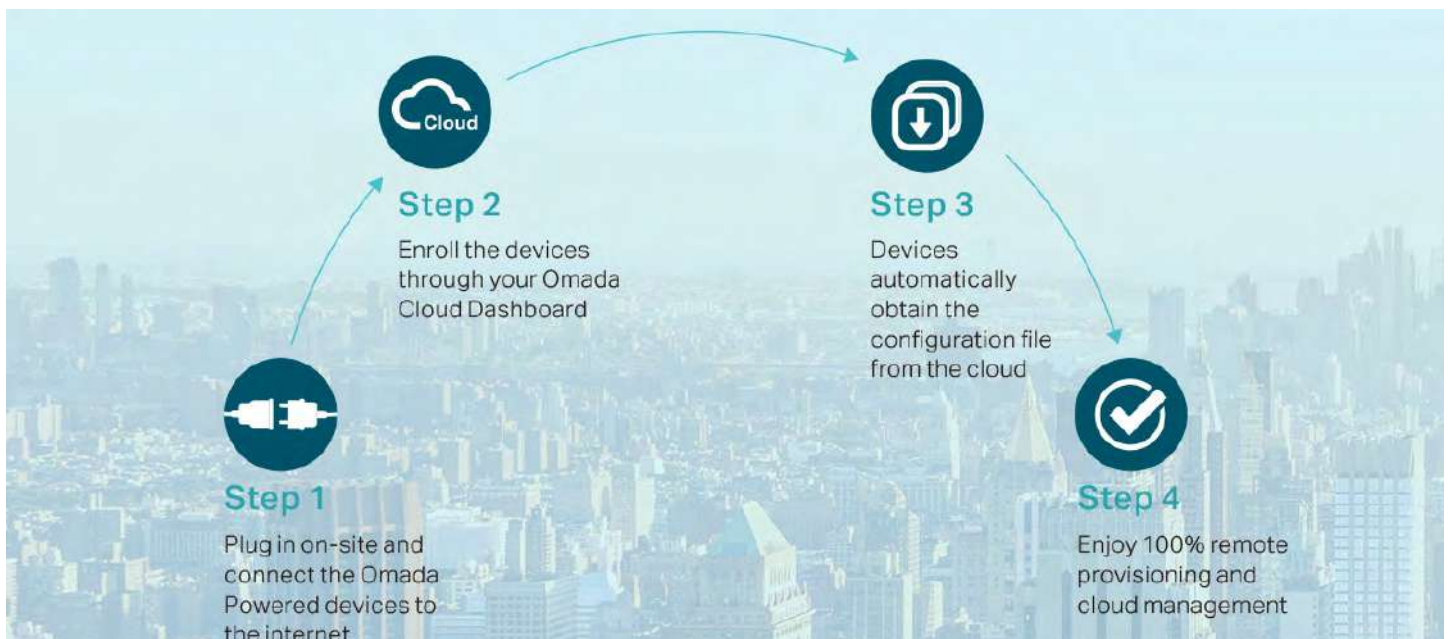 Cloud
Step 2
Enroll the devices
through your Omada
Cloud Dashboard
Step 3
Devices
automatically
obtain the
configuration file
from the cloud
Step 1
Plug in on-site and
connect the Omada
Powered devices to
the internet
Step 4
Enjoy 100% remote
provisioning and
cloud management